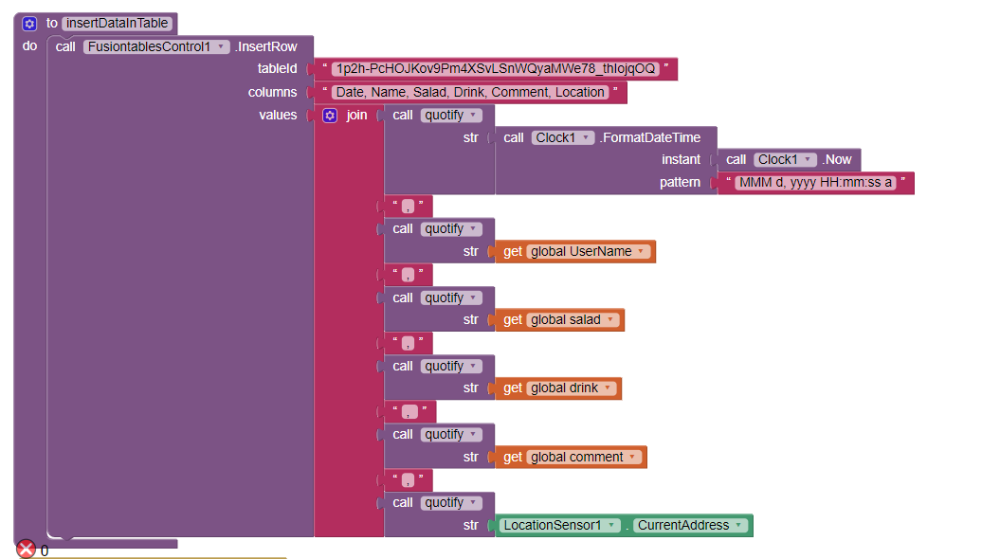 to insertDataInTable
do call FusiontablesControl1 .InsertRow
tableId " 1p2h-PcHOJKov9Pm4XSvLSnWQyaMWe78_thIojqOQ "
columns " Date, Name, Salad, Drink, Comment, Location "
values join call quotify
str call Clock1 .FormatDateTime
instant call Clock1 .Now
pattern " MMM d, yyyy HH:mm:ss a "
" , "
call quotify
str get global UserName
" , "
call quotify
str get global salad
" , "
call quotify
str get global drink
" , "
call quotify
str get global comment
" , "
call quotify
str LocationSensor1 . CurrentAddress
0